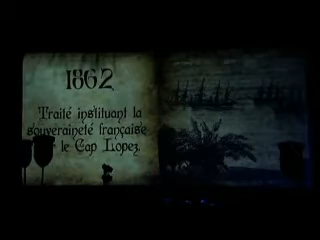 1862
Traité instituant la
souveraineté française
le Cap Lopez.